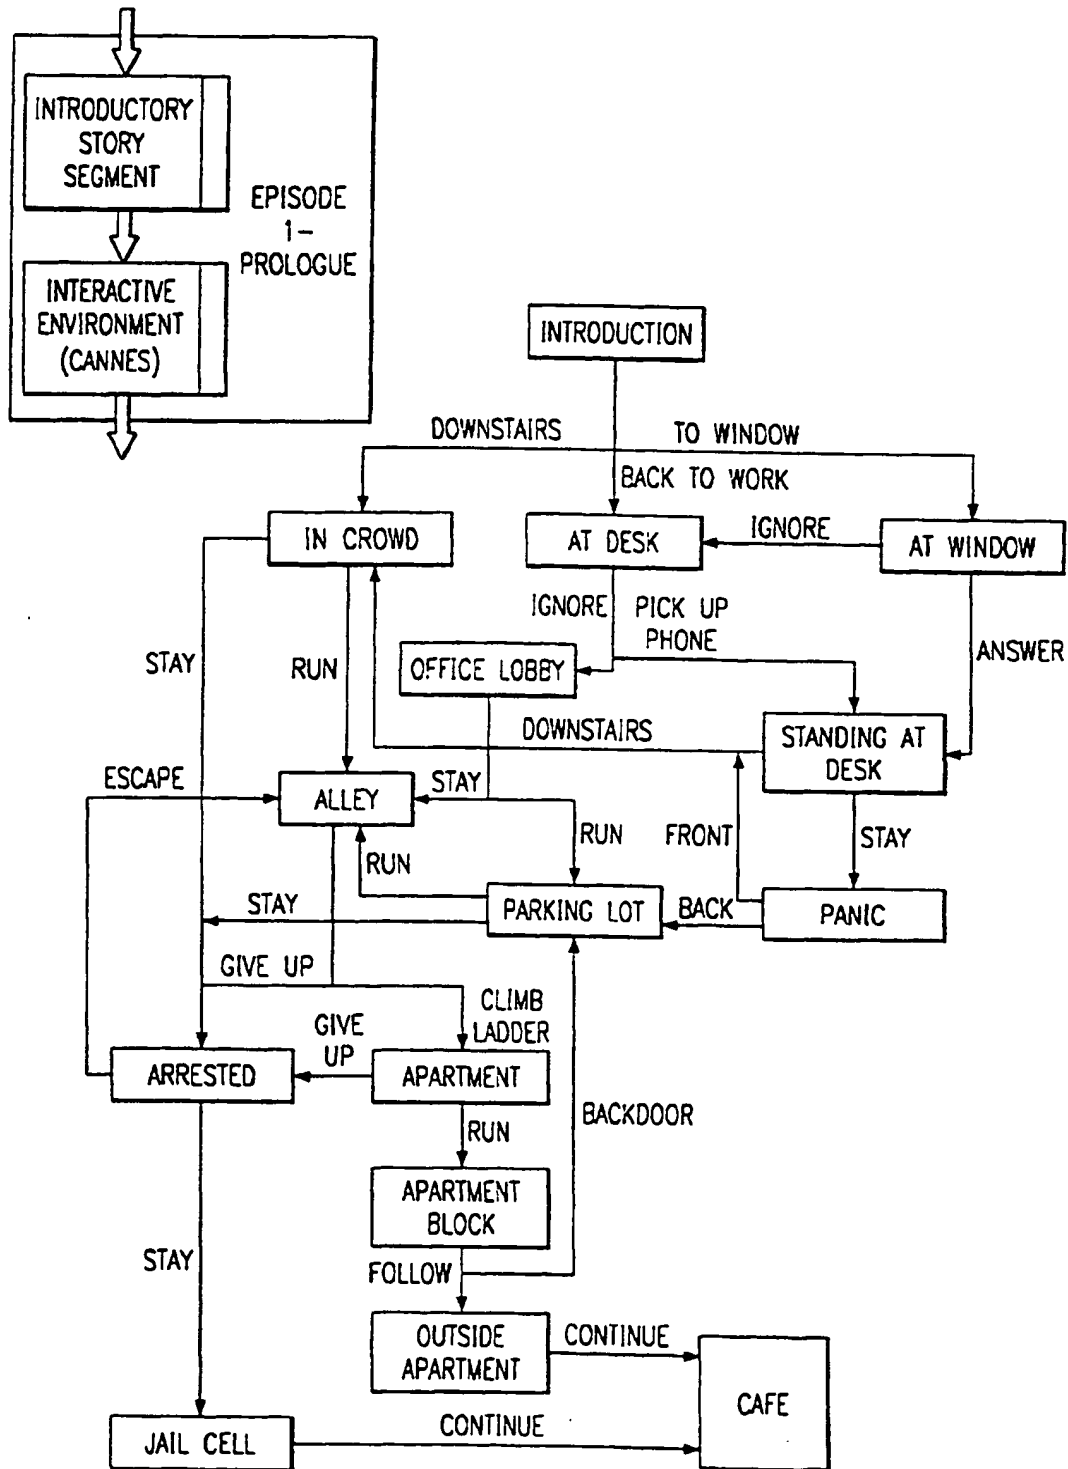 INTRODUCTORY
STORY
SEGMENT
EPISODE
1-
PROLOGUE
INTERACTIVE
ENVIRONMENT
(CANNES)
INTRODUCTION
DOWNSTAIRS
TO WINDOW
BACK TO WORK
IN CROWD
AT DESK
IGNORE
AT WINDOW
IGNORE
PICK UP
PHONE
STAY
RUN
OFFICE LOBBY
ANSWER
DOWNSTAIRS
STANDING AT
DESK
ESCAPE
ALLEY
STAY
RUN
FRONT
STAY
RUN
STAY
PARKING LOT
BACK
PANIC
GIVE UP
CLIMB
LADDER
GIVE
UP
ARRESTED
APARTMENT
BACKDOOR
RUN
APARTMENT
BLOCK
STAY
FOLLOW
OUTSIDE
APARTMENT
CONTINUE
CAFE
JAIL CELL
CONTINUE